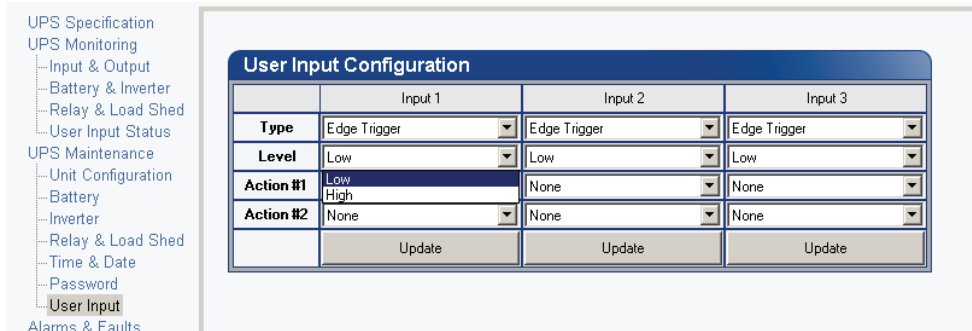 UPS Specification
UPS Monitoring
Input & Output
Battery & Inverter
Relay & Load Shed
User Input Status
UPS Maintenance
Unit Configuration
Battery
Inverter
Relay & Load Shed
Time & Date
Password
User Input
Alarms & Faults
User Input Configuration
Input 1 Input 2 Input 3
Type Edge Trigger Edge Trigger Edge Trigger
Level Low Low Low
Action #1 Low None None
High
Action #2 None None None
Update Update Update